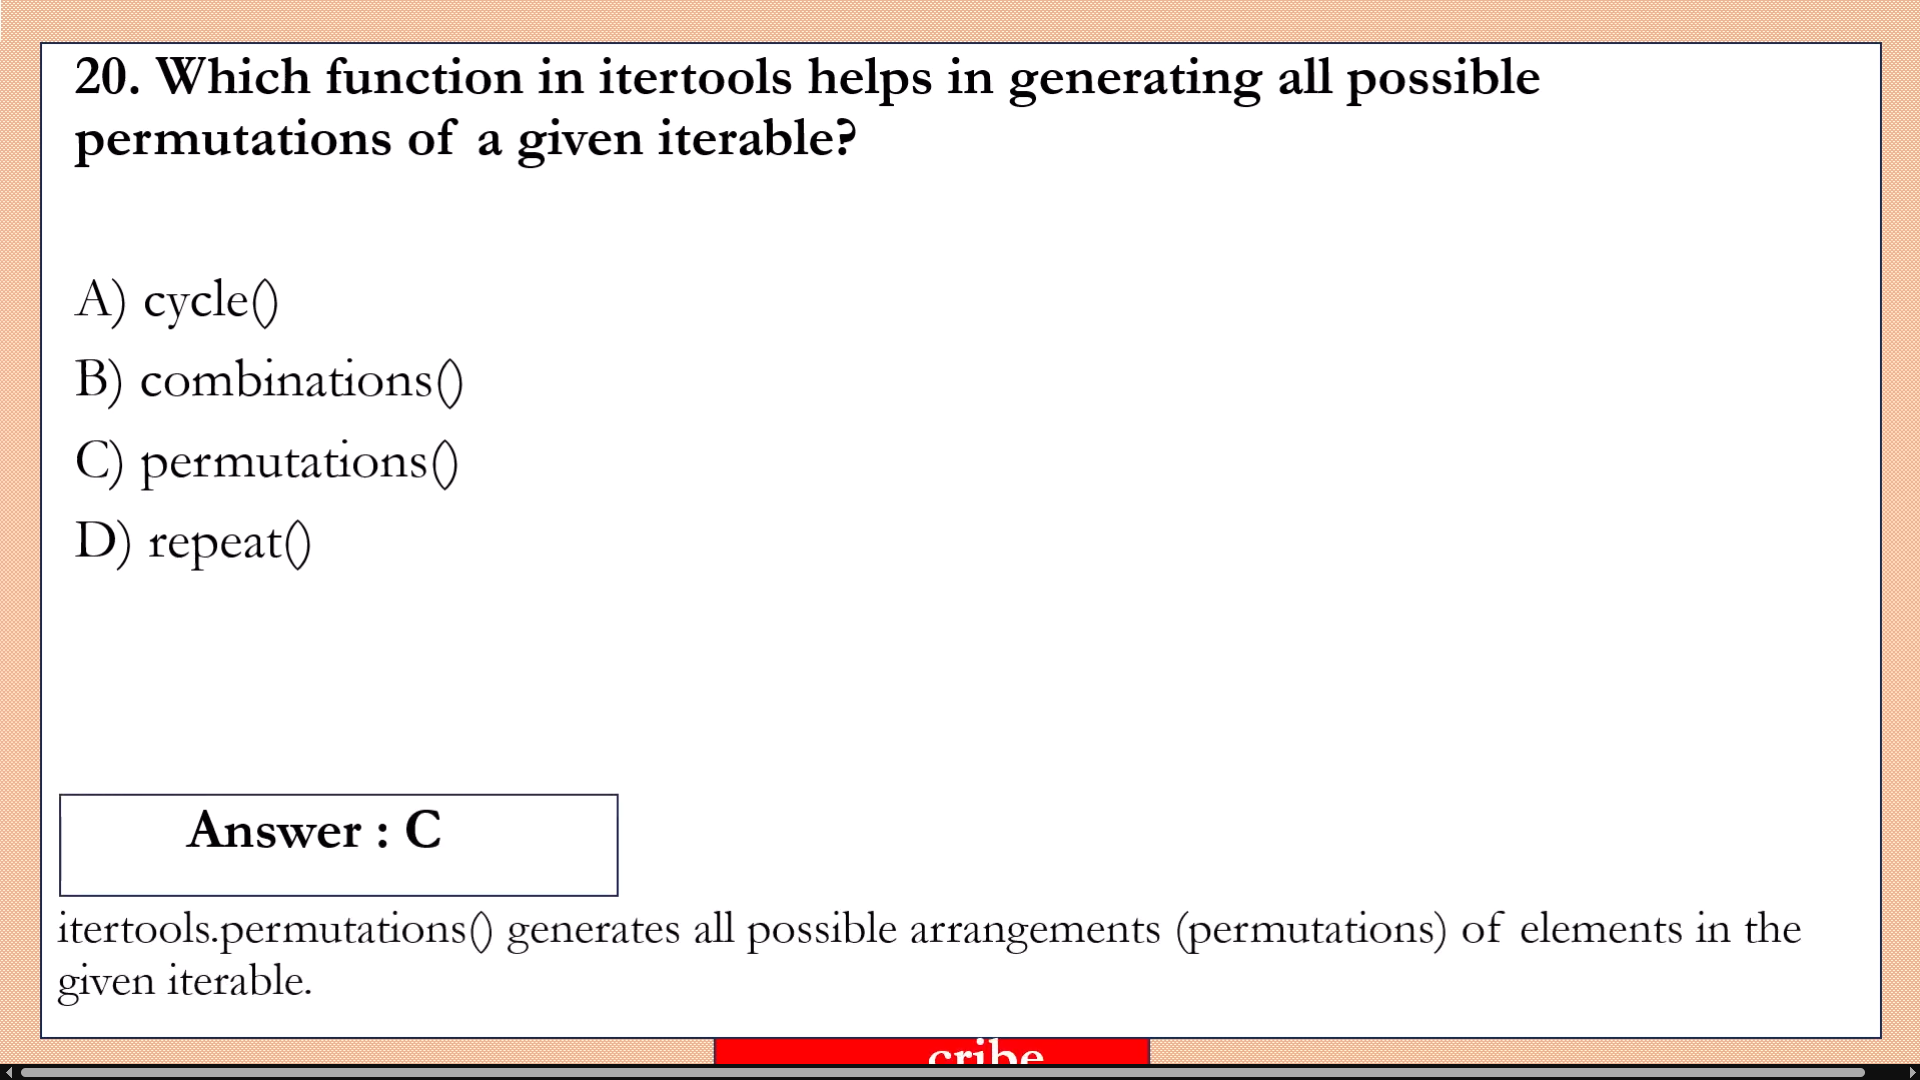 20. Which function in itertools helps in generating all possible
permutations of a given iterable?
A) cycle()
B) combinations()
C) permutations()
D) repeat()
Answer : C
itertools.permutations() generates all possible arrangements (permutations) of elements in the
given iterable.
cribe